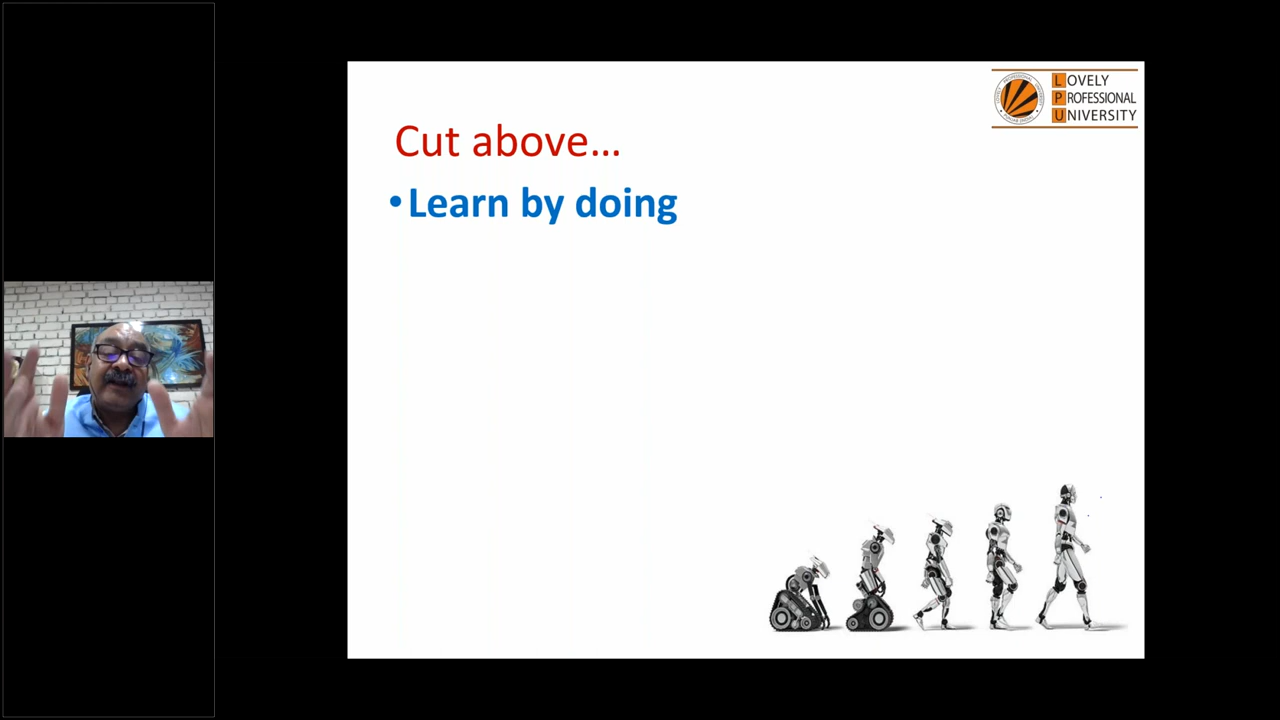 LOVELY
PROFESSIONAL
UNIVERSITY
Cut above...
•Learn by doing